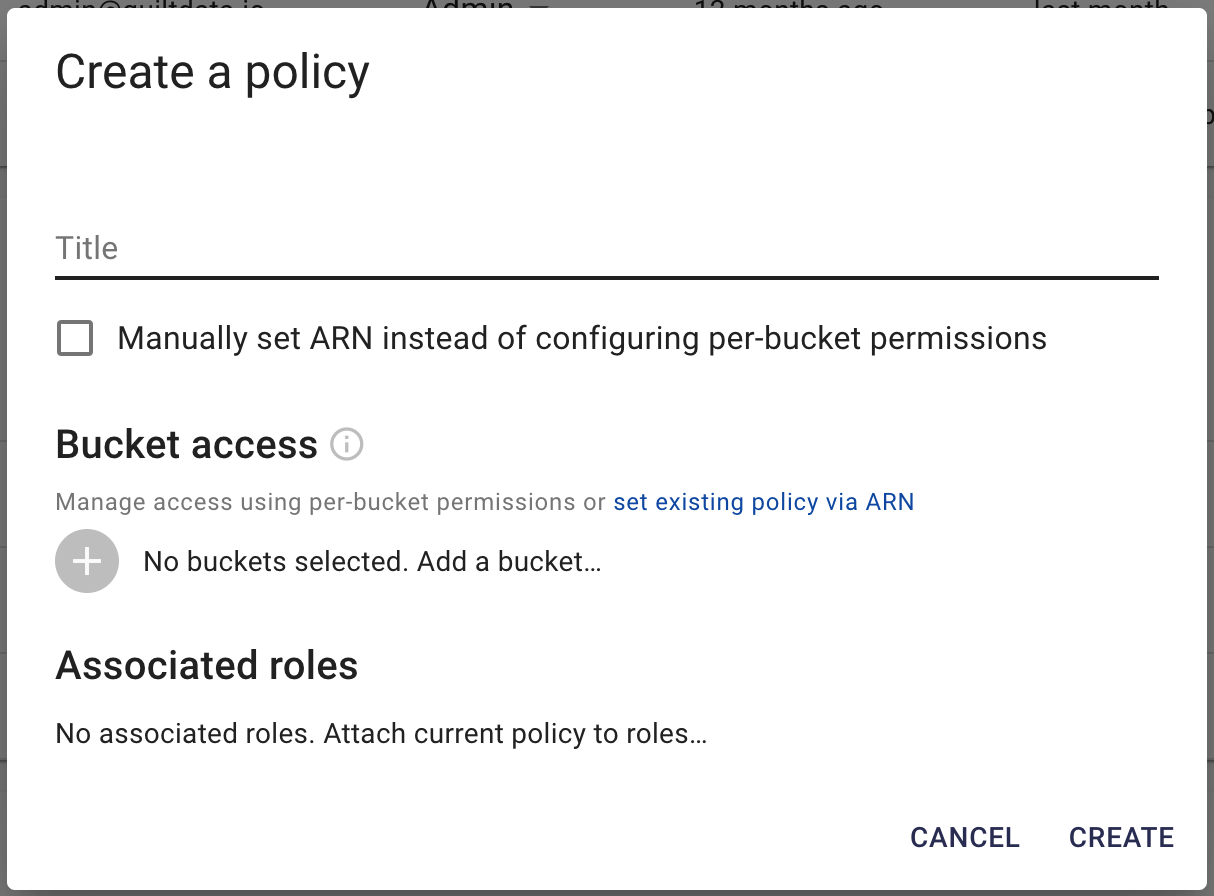 Create a policy
Title
Manually set ARN instead of configuring per-bucket permissions
Bucket access
Manage access using per-bucket permissions or set existing policy via ARN
No buckets selected. Add a bucket…
Associated roles
No associated roles. Attach current policy to roles…
CANCEL CREATE